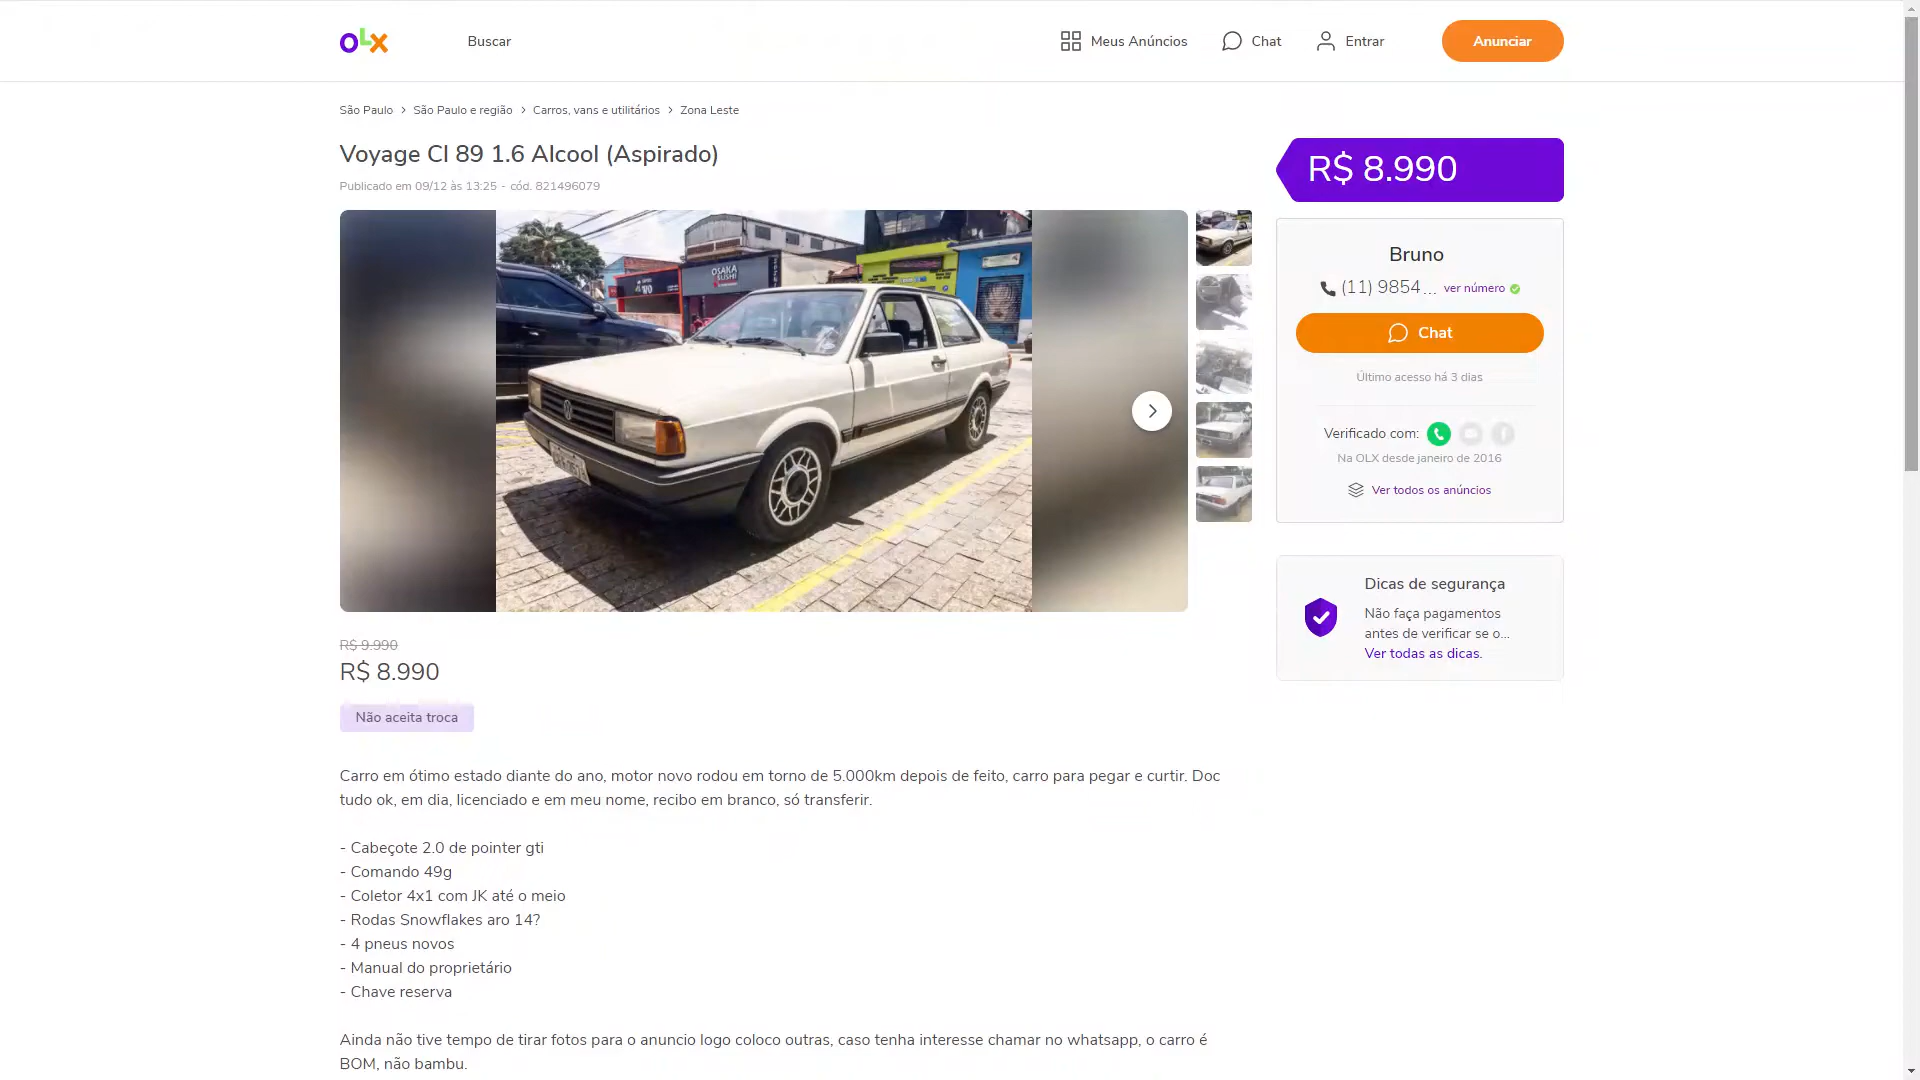 OLX
Buscar
Meus Anúncios
Chat
Entrar
Anunciar
São Paulo > São Paulo e região > Carros, vans e utilitários > Zona Leste
Voyage Cl 89 1.6 Alcool (Aspirado)
Publicado em 09/12 às 13:25 - cód. 821496079
R$ 8.990
OSAKA
SUSHI
Bruno
(11) 9854... ver número
Chat
Último acesso há 3 dias
Verificado com:
Na OLX desde janeiro de 2016
Ver todos os anúncios
Dicas de segurança
Não faça pagamentos
antes de verificar se o...
Ver todas as dicas.
R$ 9.990
R$ 8.990
Não aceita troca
Carro em ótimo estado diante do ano, motor novo rodou em torno de 5.000km depois de feito, carro para pegar e curtir. Doc
tudo ok, em dia, licenciado e em meu nome, recibo em branco, só transferir.
- Cabeçote 2.0 de pointer gti
- Comando 49g
- Coletor 4x1 com JK até o meio
- Rodas Snowflakes aro 14?
- 4 pneus novos
- Manual do proprietário
- Chave reserva
Ainda não tive tempo de tirar fotos para o anuncio logo coloco outras, caso tenha interesse chamar no whatsapp, o carro é
BOM, não bambu.